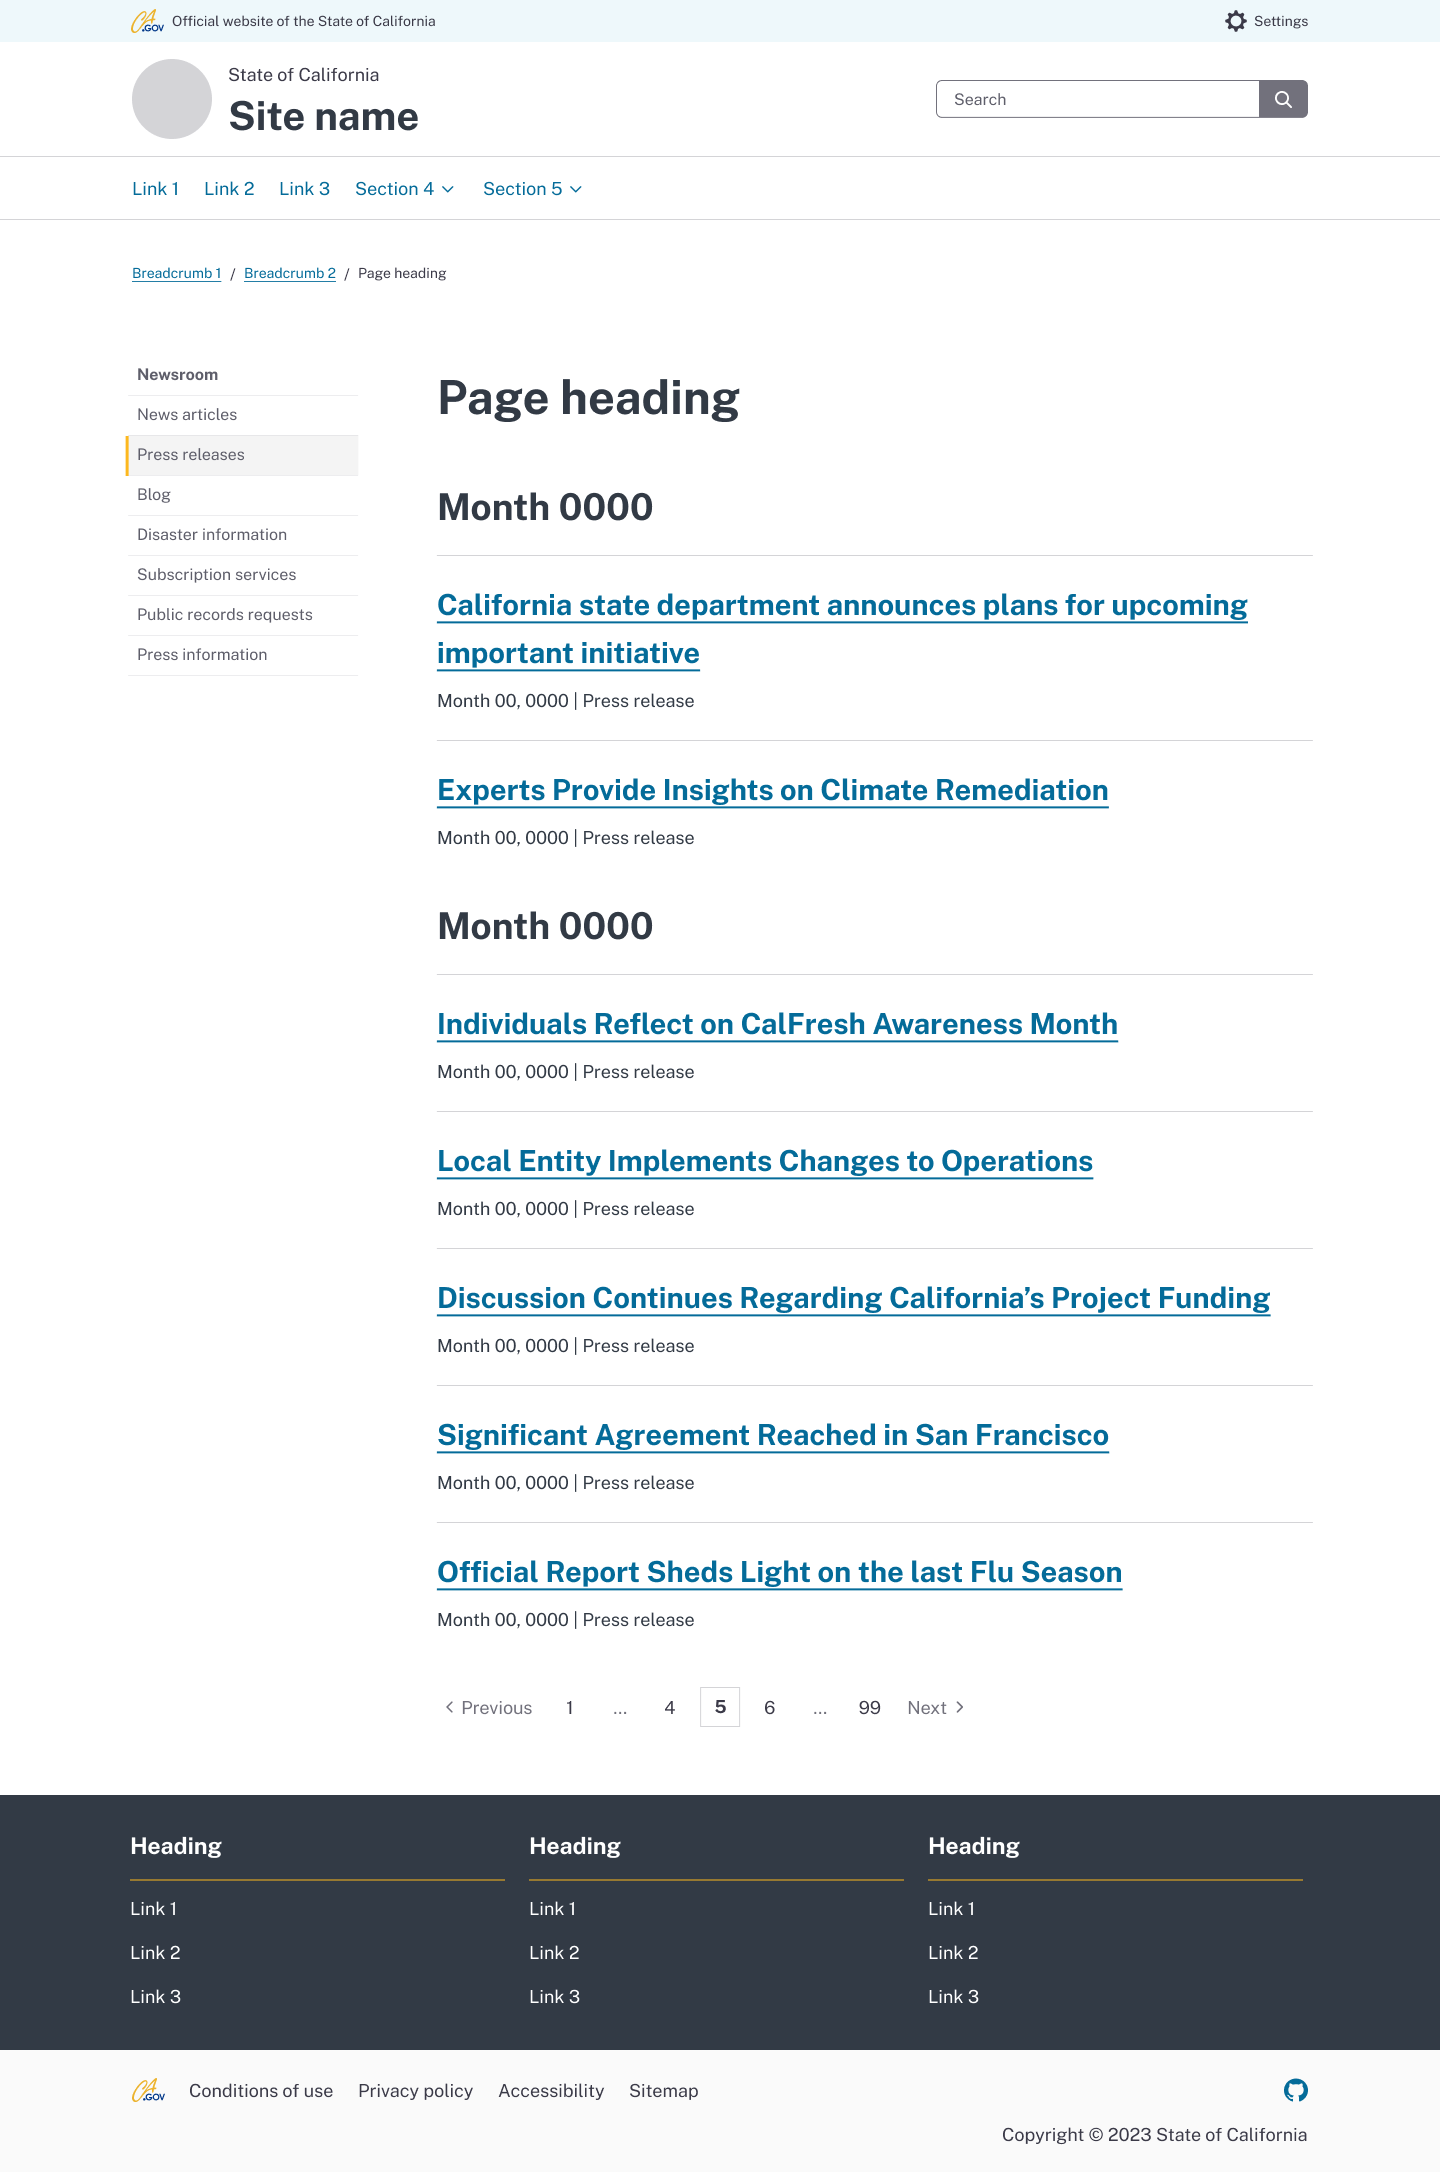 CA.GOV Official website of the State of California Settings
State of California
Site name
Search
Link 1 Link 2 Link 3 Section 4 Section 5
Breadcrumb 1 / Breadcrumb 2 / Page heading
Newsroom
News articles
Press releases
Blog
Disaster information
Subscription services
Public records requests
Press information
Page heading
Month 0000
California state department announces plans for upcoming
important initiative
Month 00, 0000 | Press release
Experts Provide Insights on Climate Remediation
Month 00, 0000 | Press release
Month 0000
Individuals Reflect on CalFresh Awareness Month
Month 00, 0000 | Press release
Local Entity Implements Changes to Operations
Month 00, 0000 | Press release
Discussion Continues Regarding California’s Project Funding
Month 00, 0000 | Press release
Significant Agreement Reached in San Francisco
Month 00, 0000 | Press release
Official Report Sheds Light on the last Flu Season
Month 00, 0000 | Press release
Previous 1 ... 4 5 6 ... 99 Next
Heading
Link 1
Link 2
Link 3
Heading
Link 1
Link 2
Link 3
Heading
Link 1
Link 2
Link 3
CA.GOV Conditions of use Privacy policy Accessibility Sitemap
Copyright © 2023 State of California